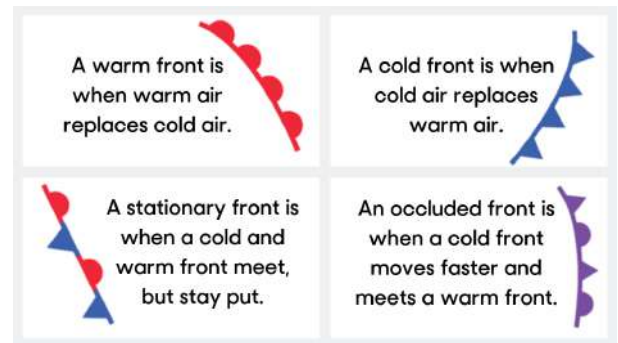 A warm front is
when warm air
replaces cold air.
A cold front is when
cold air replaces
warm air.
A stationary front is
when a cold and
warm front meet,
but stay put.
An occluded front is
when a cold front
moves faster and
meets a warm front.